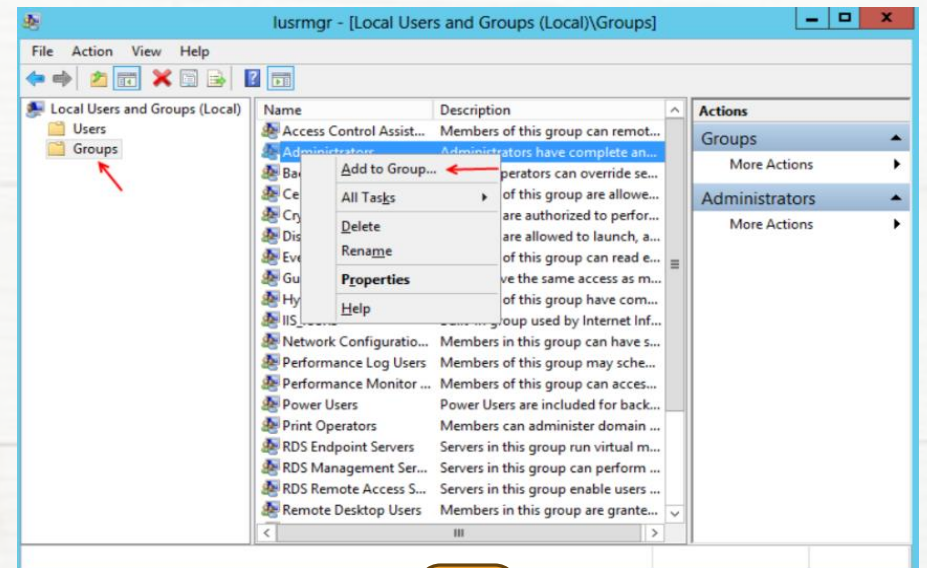 lusrmgr - [Local Users and Groups (Local)\Groups]
File Action View Help
Local Users and Groups (Local)
Users
Groups
Name Description
Access Control Assist... Members of this group can remot...
Administrators Administrators have complete an...
Ba perators can override se...
Ce of this group are allowe...
Cry are authorized to perfor...
Dis are allowed to launch, a...
Eve of this group can read e...
Gu ve the same access as m...
Hy of this group have com...
IIS_ group used by Internet Inf...
Network Configuratio... Members in this group can have s...
Performance Log Users Members of this group may sche...
Performance Monitor ... Members of this group can acces...
Power Users Power Users are included for back...
Print Operators Members can administer domain ...
RDS Endpoint Servers Servers in this group run virtual m...
RDS Management Ser... Servers in this group can perform ...
RDS Remote Access S... Servers in this group enable users ...
Remote Desktop Users Members in this group are grante...
Add to Group...
All Tasks
Delete
Rename
Properties
Help
Actions
Groups
More Actions
Administrators
More Actions